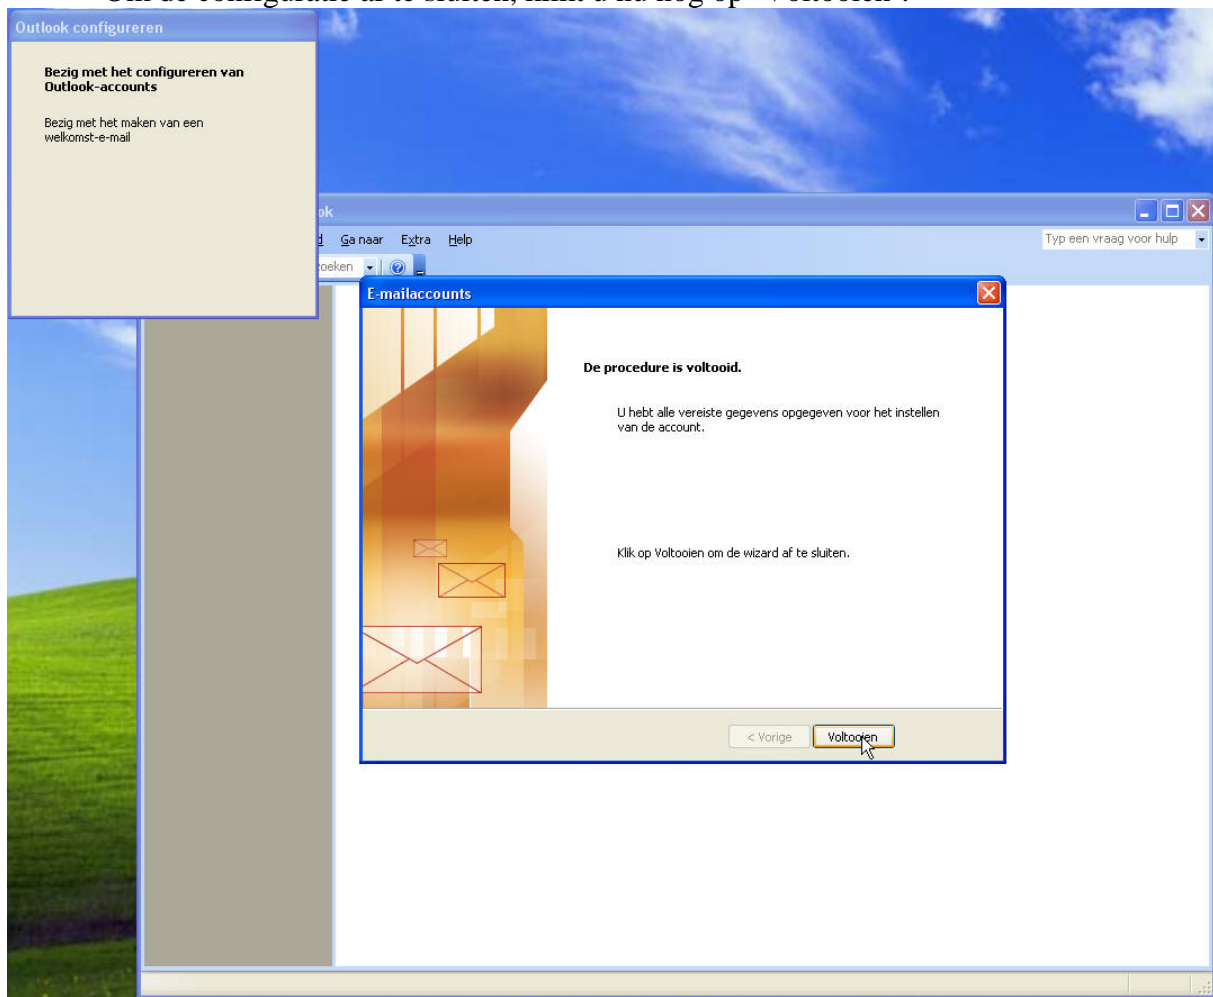 Outlook configureren
Bezig met het configureren van
Outlook-accounts
Bezig met het maken van een
welkomst-e-mail
Ga naar Extra Help
Typ een vraag voor hulp
E-mailaccounts
De procedure is voltooid.
U hebt alle vereiste gegevens opgegeven voor het instellen
van de account.
Klik op Voltooien om de wizard af te sluiten.
< Vorige Voltooien